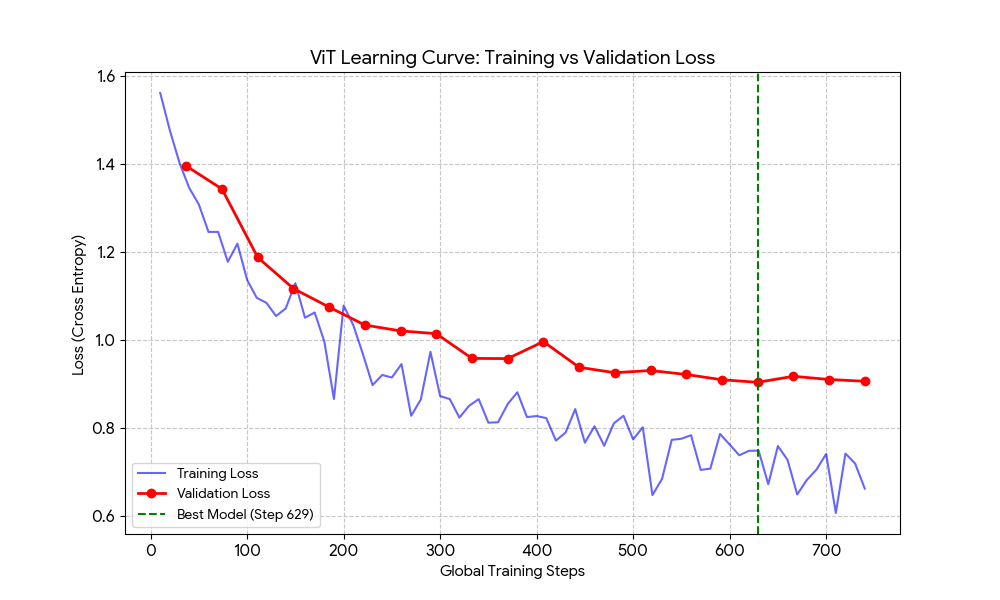 ViT Learning Curve: Training vs Validation Loss
Loss (Cross Entropy)
1.6
1.4
1.2
1.0
0.8
0.6
Training Loss
Validation Loss
Best Model (Step 629)
0 100 200 300 400 500 600 700
Global Training Steps